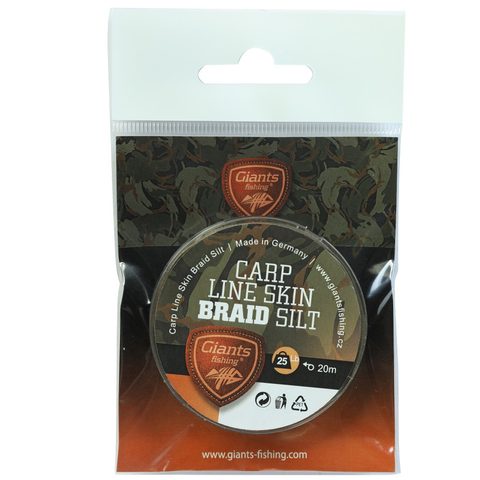 Giants
fishing®
Carp Line Skin Braid Silt | Made in Germany | www.giantsfishing.cz
CARP
LINE SKIN
BRAID SILT
Giants
fishing®
25 Lb
20m
www.giants-fishing.com